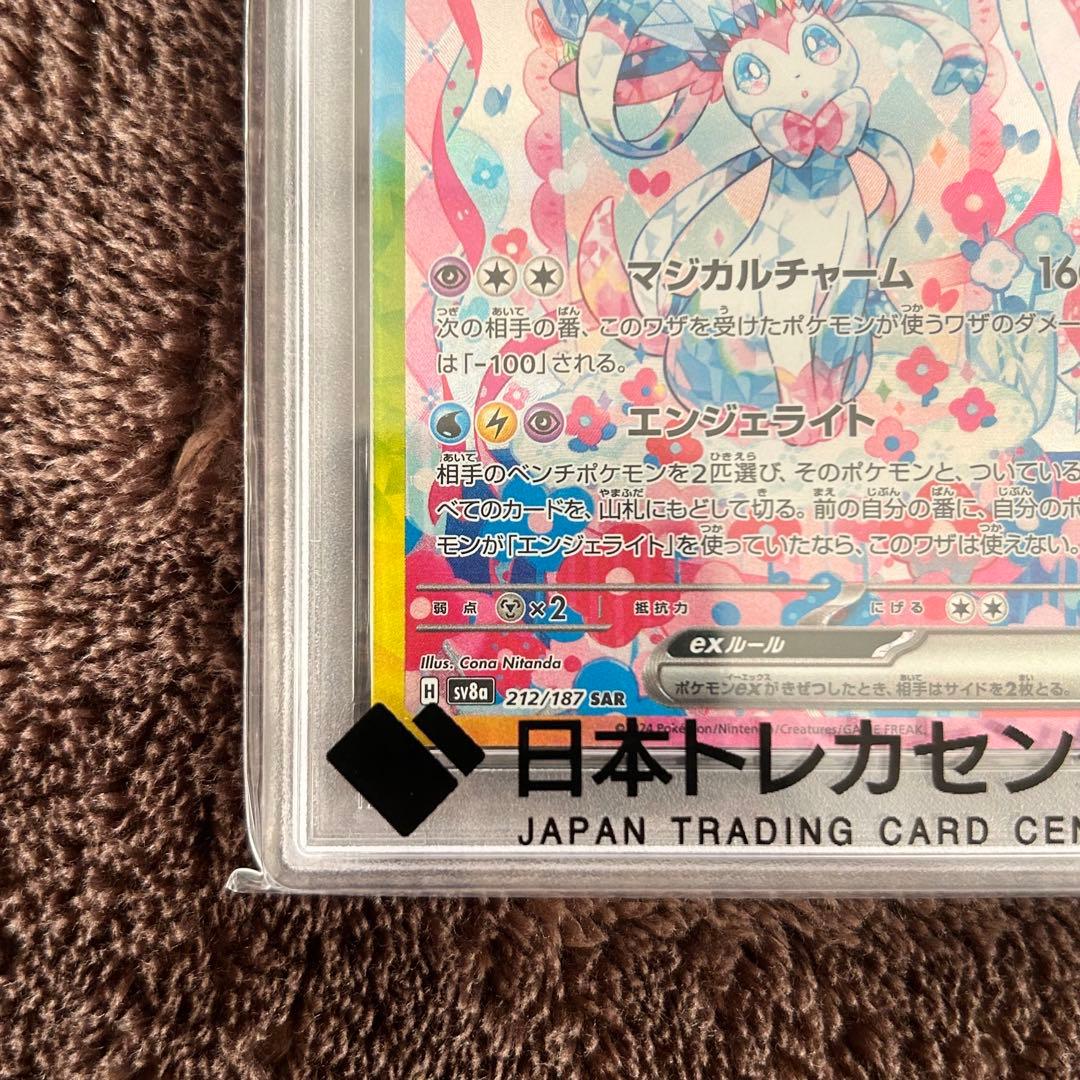 マジカルチャーム 16
次の相手の番、このワザを受けたポケモンが使うワザのダメー
は「-100」される。
エンジェライト
相手のベンチポケモンを2匹選び、そのポケモンと、ついている
べてのカードを、山札にもどして切る。前の自分の番に、自分のポ
モンが「エンジェライト」を使っていたなら、このワザは使えない。
弱点 ×2 抵抗力 にげる
exルール
ポケモンexがきぜつしたとき、相手はサイドを2枚とる。
Illus. Cona Nitanda
H sv8a 212/187 SAR
©2024 Pokémon/Nintendo/Creatures/GAME FREAK.
日本トレカセン
JAPAN TRADING CARD CEN